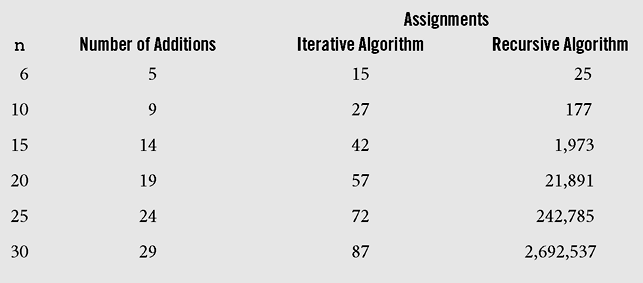 Assignments
n Number of Additions Iterative Algorithm Recursive Algorithm
6 5 15 25
10 9 27 177
15 14 42 1,973
20 19 57 21,891
25 24 72 242,785
30 29 87 2,692,537